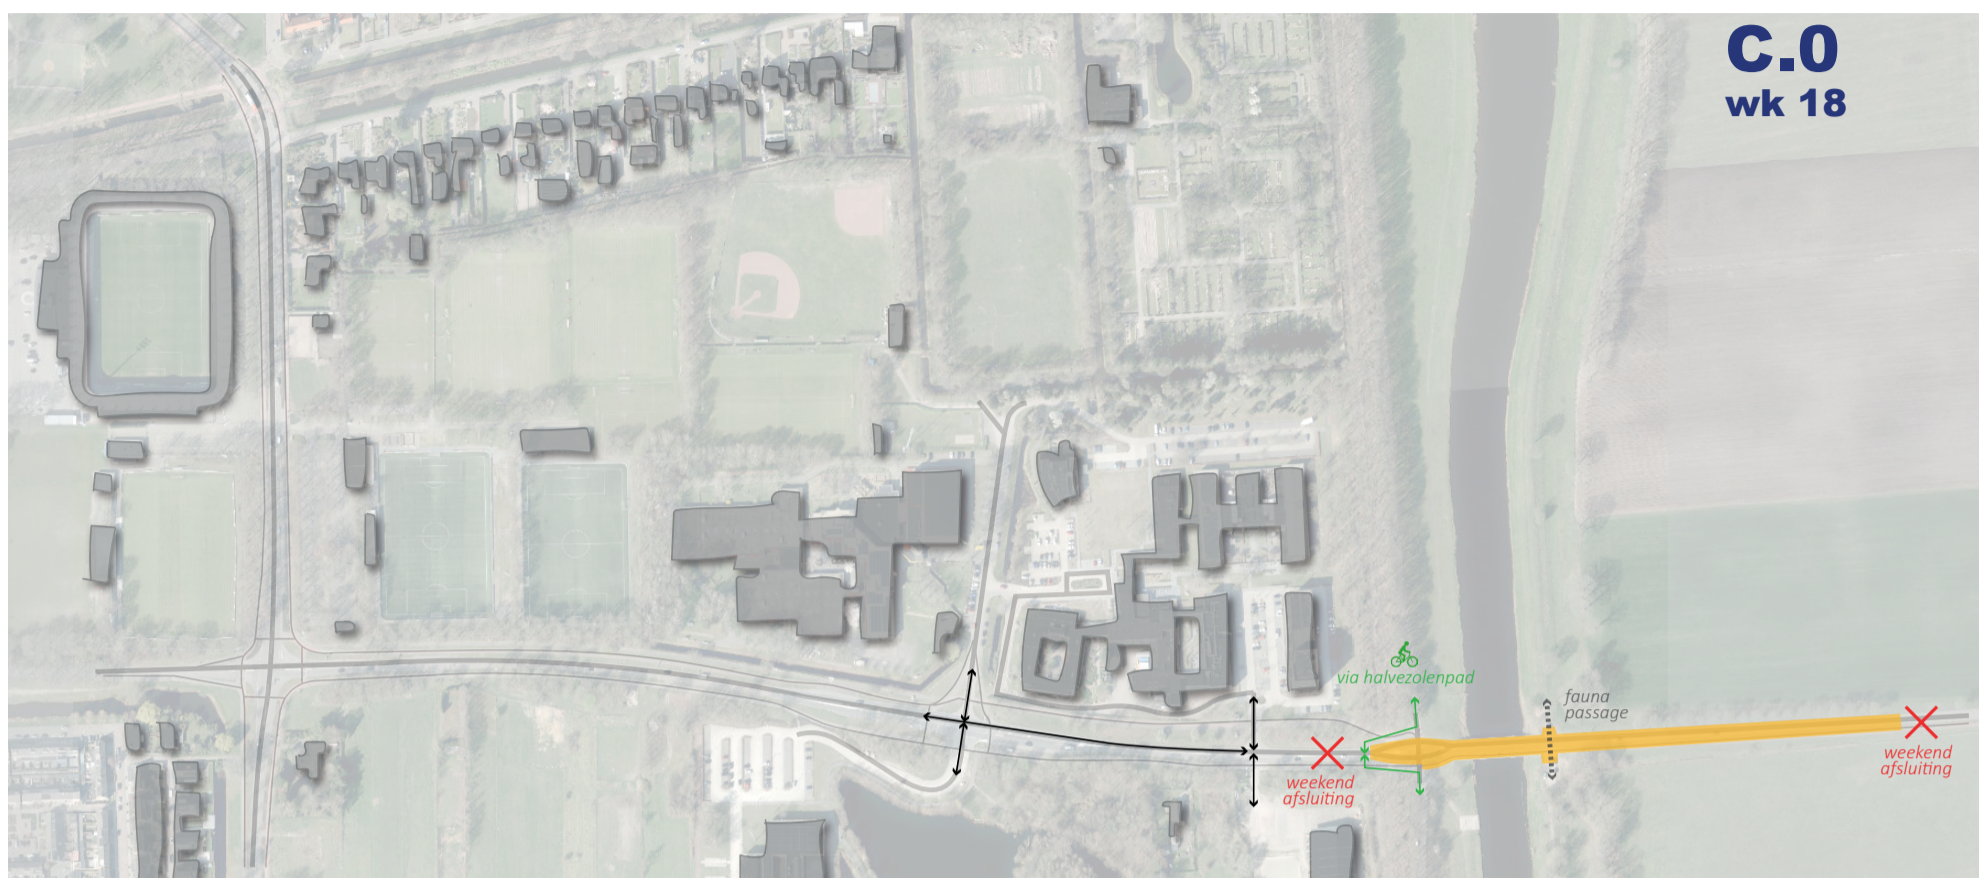 C.0
wk 18
via halvezolenpad
fauna
passage
weekend
afsluiting
weekend
afsluiting